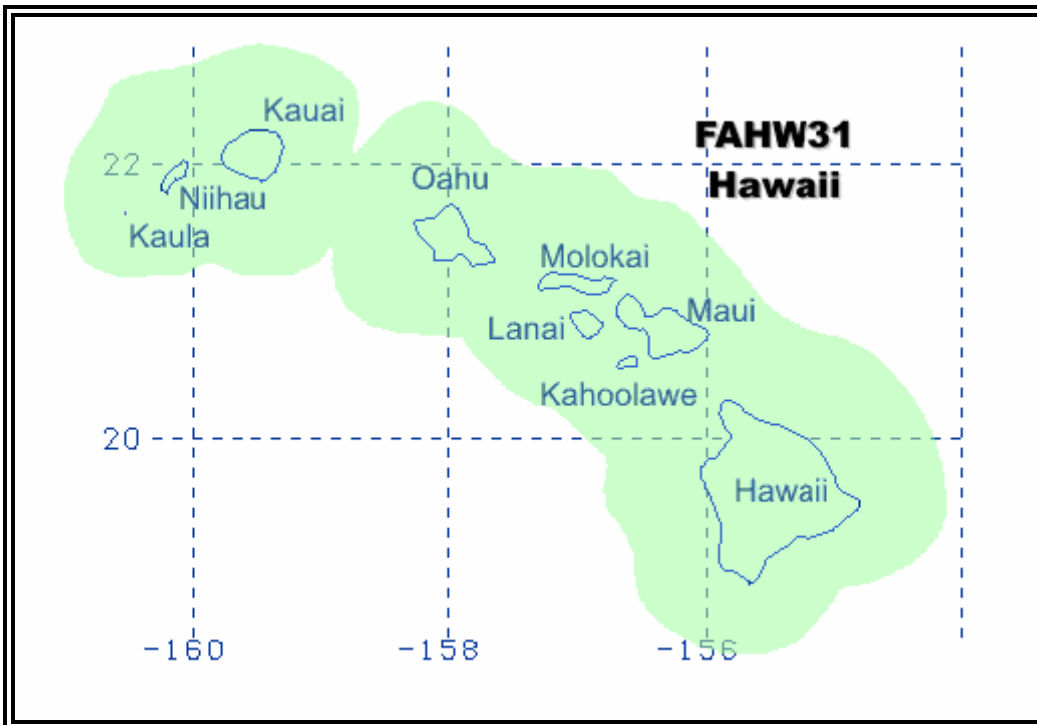 Kauai
FAHW31
22
Hawaii
Oahu
Niihau
Kaula
Molokai
Lanai
Maui
Kahoolawe
20
Hawaii
-160
-158
-156